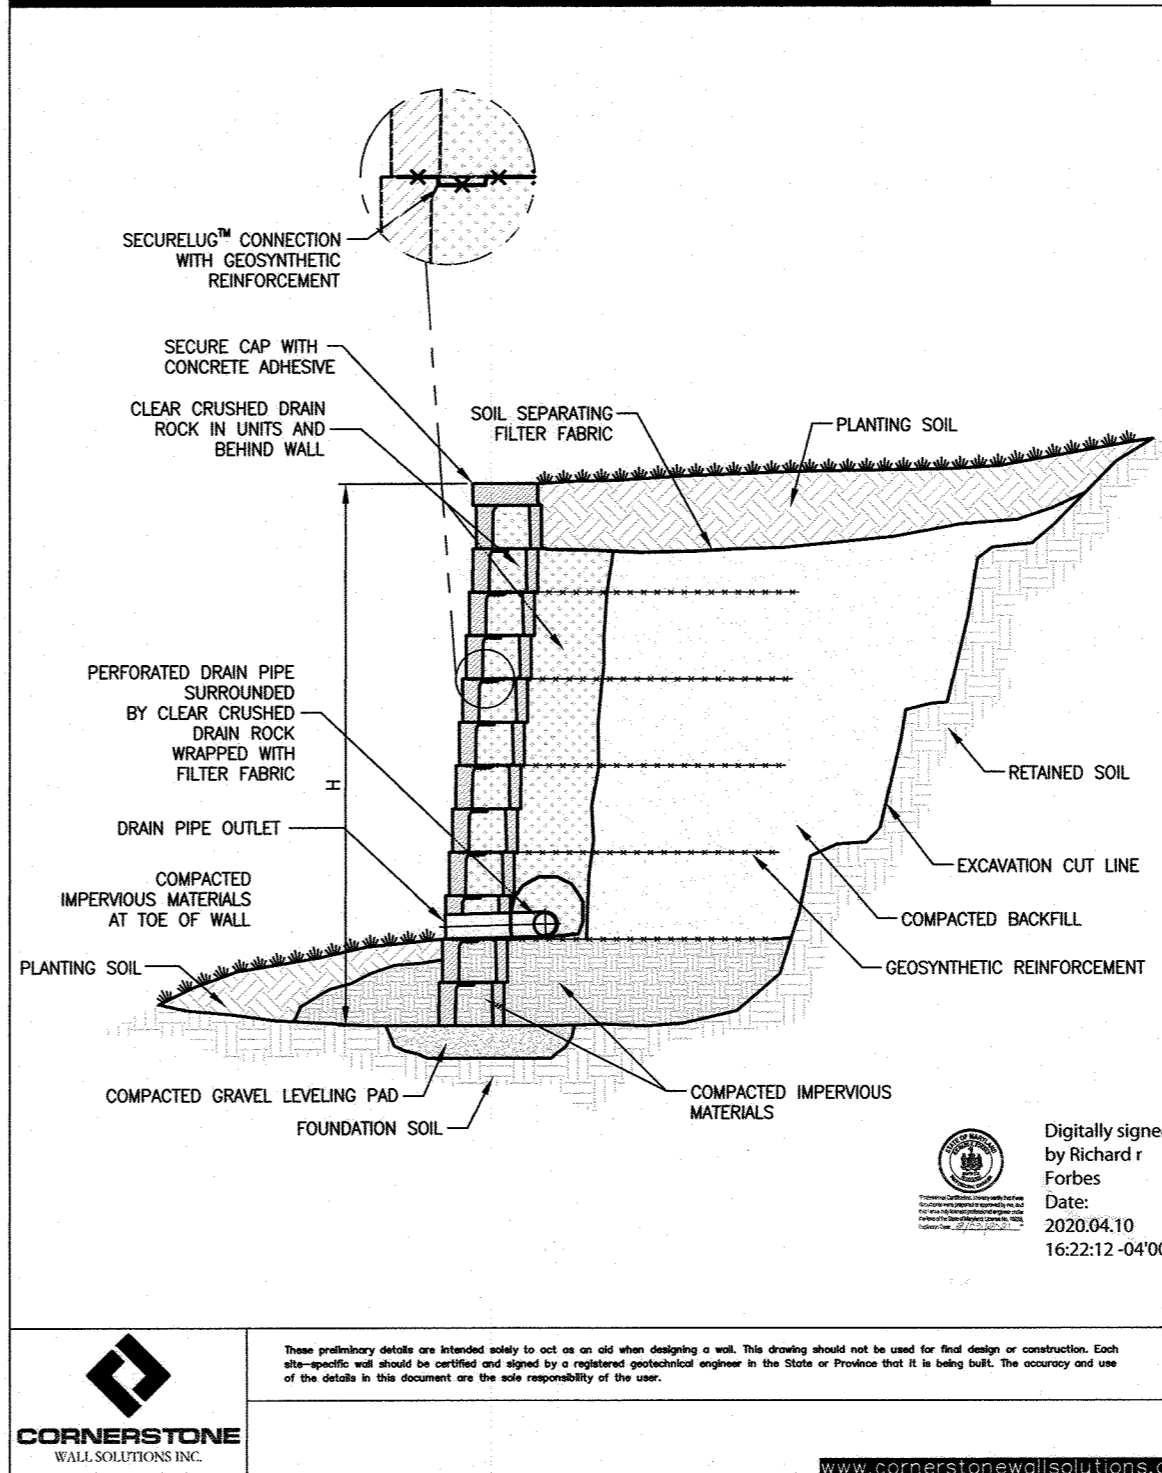 SECURELUG™ CONNECTION
WITH GEOSYNTHETIC
REINFORCEMENT
SECURE CAP WITH
CONCRETE ADHESIVE
CLEAR CRUSHED DRAIN
ROCK IN UNITS AND
BEHIND WALL
SOIL SEPARATING
FILTER FABRIC
PLANTING SOIL
PERFORATED DRAIN PIPE
SURROUNDED
BY CLEAR CRUSHED
DRAIN ROCK
WRAPPED WITH
FILTER FABRIC
H
RETAINED SOIL
DRAIN PIPE OUTLET
EXCAVATION CUT LINE
COMPACTED
IMPERVIOUS MATERIALS
AT TOE OF WALL
COMPACTED BACKFILL
PLANTING SOIL
GEOSYNTHETIC REINFORCEMENT
COMPACTED GRAVEL LEVELING PAD
COMPACTED IMPERVIOUS
MATERIALS
FOUNDATION SOIL
STATE OF MARYLAND
Digitally signe
by Richard r
Forbes
Date:
2020.04.10
16:22:12 -04'00
These preliminary details are intended solely to act as an aid when designing a wall. This drawing should not be used for final design or construction. Each
site-specific wall should be certified and signed by a registered geotechnical engineer in the State or Province that it is being built. The accuracy and use
of the details in this document are the sole responsibility of the user.
CORNERSTONE
WALL SOLUTIONS INC.
www.cornerstonewallsolutions.c